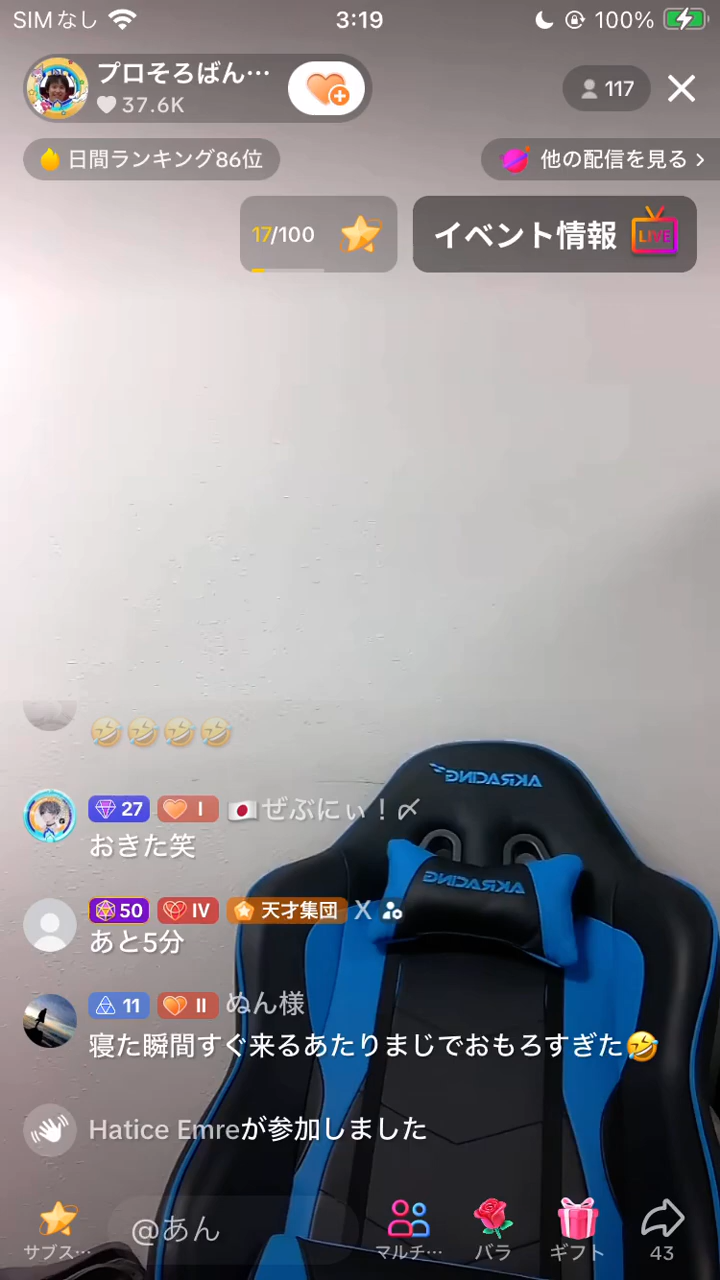 SIMなし
3:19
100%
プロそろばん…
37.6K
117
日間ランキング86位
他の配信を見る
17/100
イベント情報
LIVE
AKRACING
27 I ぜぶにぃ！〆
おきた笑
50 IV 天才集団 X
AKRACING
あと5分
11 II ぬん様
寝た瞬間すぐ来るあたりまじでおもろすぎた🤣
Hatice Emreが参加しました
@あん
サブス…
マルチ…
バラ
ギフト
43